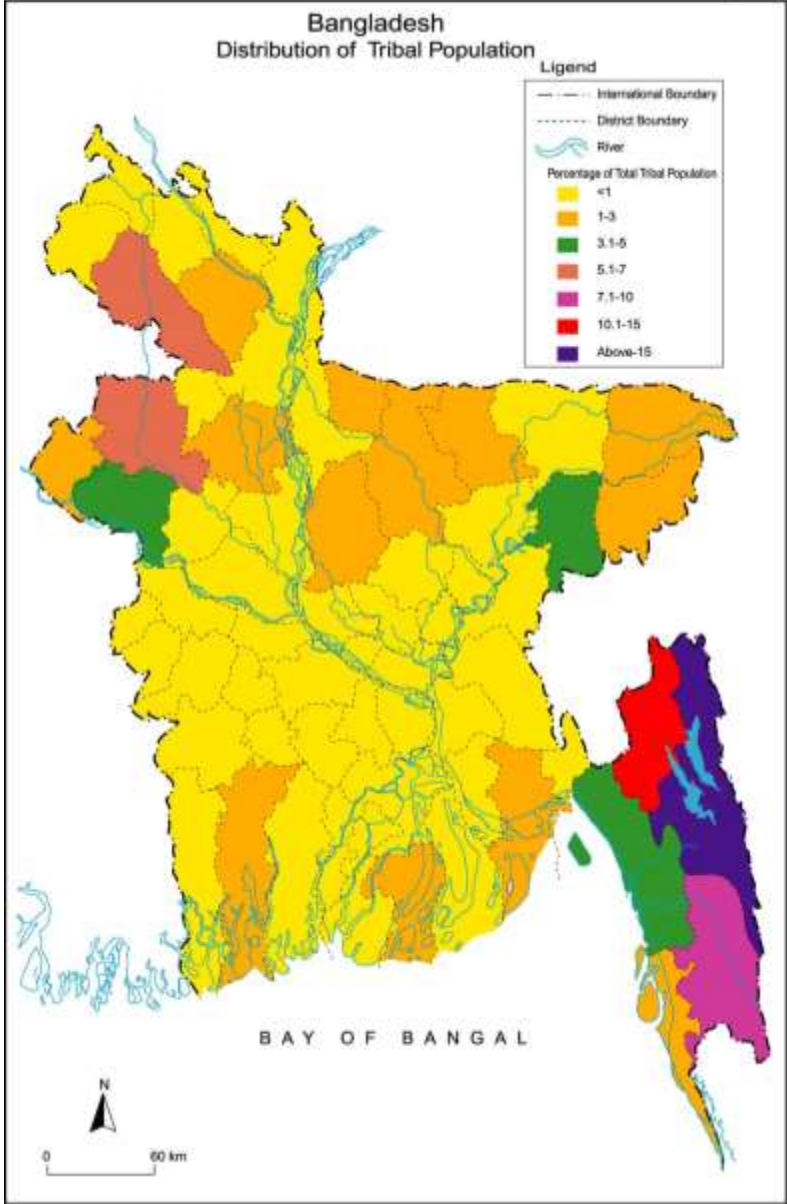 Bangladesh
Distribution of Tribal Population
Ligend
International Boundary
District Boundary
River
Percentage of Total Tribal Population
<1
1-3
3.1-5
5.1-7
7.1-10
10.1-15
Above-15
BAY OF BANGAL
N
0 60 km